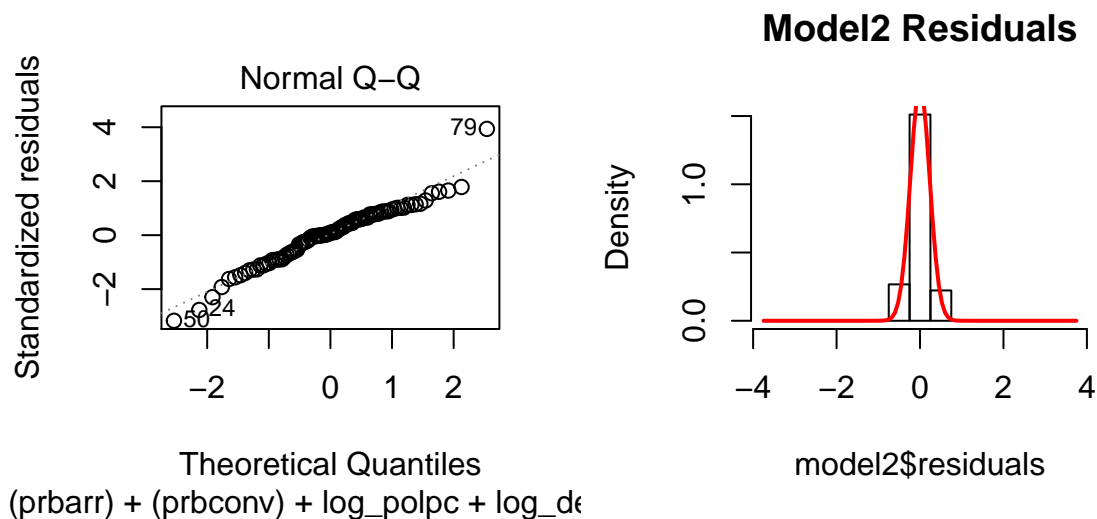 Normal Q−Q
Standardized residuals
4
2
0
−2
79
24
50
−2
0
1
2
Theoretical Quantiles
(prbarr) + (prbconv) + log_polpc + log_de
Model2 Residuals
Density
1.0
0.0
−4
−2
0
2
4
model2$residuals